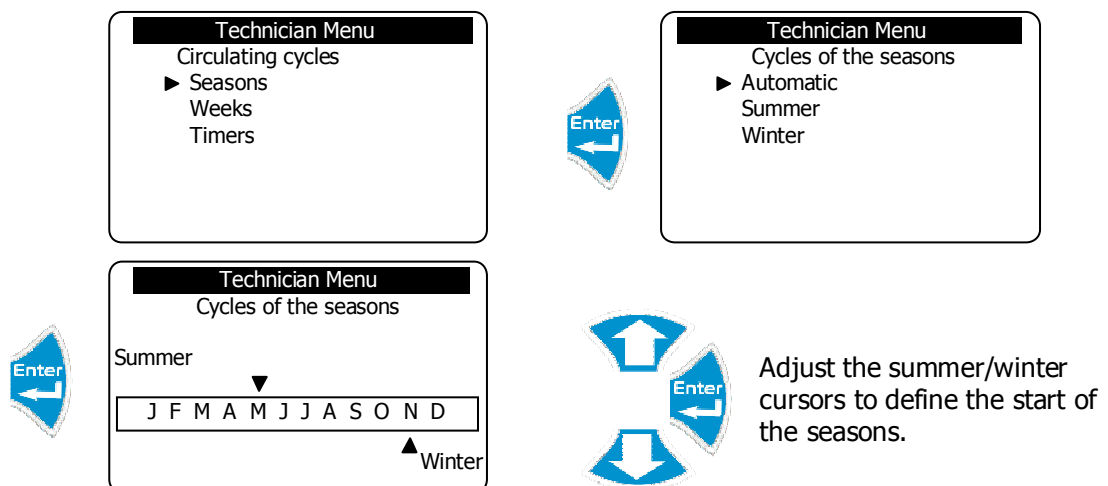 Technician Menu
Circulating cycles
► Seasons
Weeks
Timers
Enter
Technician Menu
Cycles of the seasons
► Automatic
Summer
Winter
Enter
Technician Menu
Cycles of the seasons
Summer
J F M A M J J A S O N D
Winter
Enter
Adjust the summer/winter
cursors to define the start of
the seasons.